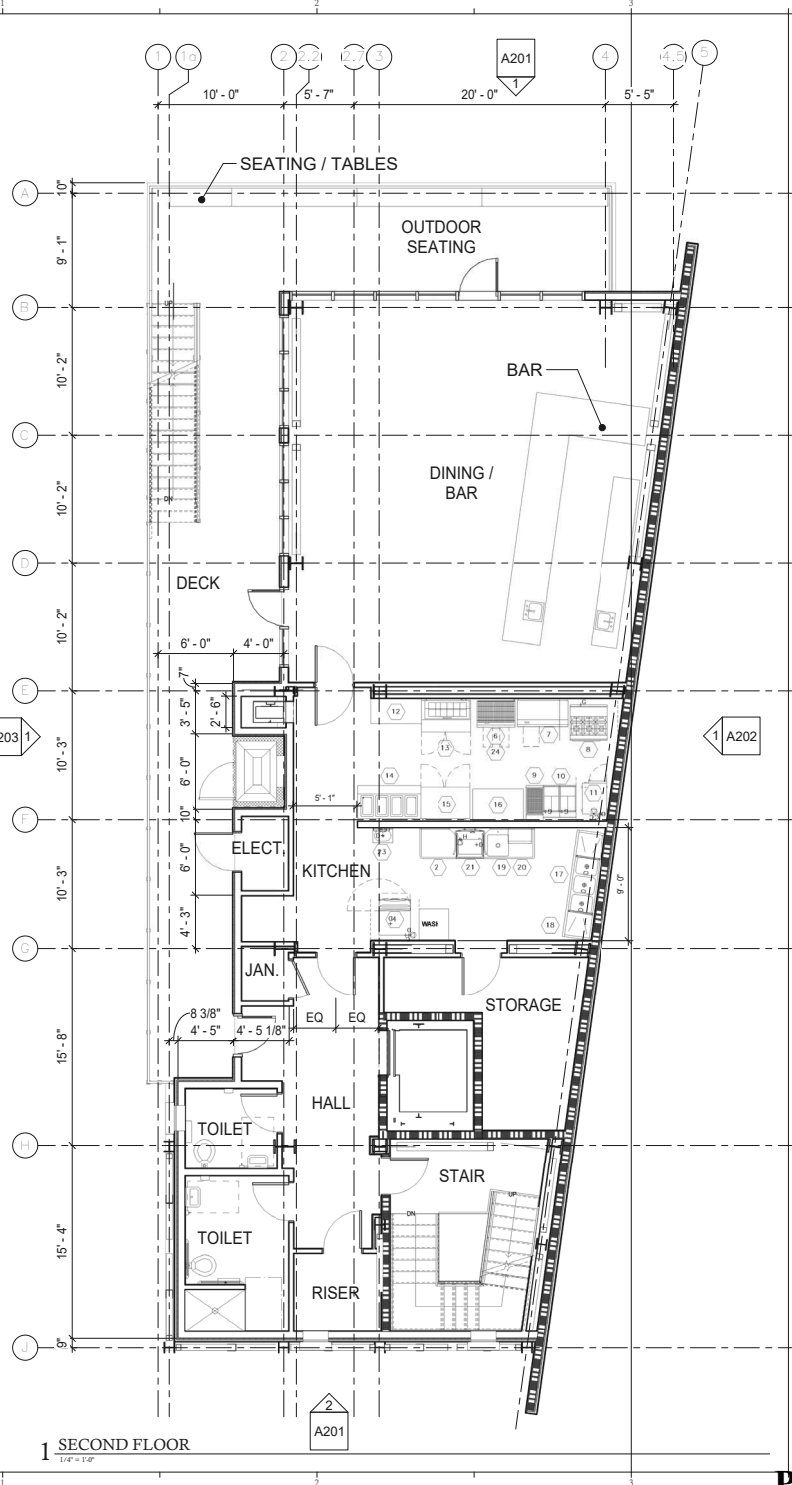 1 2 3
1 1a 2 2.2 2.7 3 4 4.5 5
A201
1
10' - 0" 5' - 7" 20' - 0" 5' - 5"
SEATING / TABLES
A
10"
OUTDOOR
SEATING
9' - 1"
UP
B
BAR
10' - 2"
C
DINING /
BAR
10' - 2"
DN
D
DECK
10' - 2"
6' - 0" 4' - 0"
7"
E
3' - 5"
2' - 6"
12
13
6
24
7
8
203 1
1 A202
10' - 3"
6' - 0"
14
9
10
11
5' - 1"
15
16
10"
F
ELECT.
6' - 0"
KITCHEN
23
2
21
19
20
17
10' - 3"
9' - 0"
4' - 3"
WASH
18
G
JAN.
STORAGE
8 3/8"
EQ EQ
4' - 5" 4' - 5 1/8"
15' - 8"
HALL
TOILET
H
STAIR
UP
DN
TOILET
15' - 4"
RISER
9"
J
2
A201
1 SECOND FLOOR
1/4" = 1'-0"
1 2 3